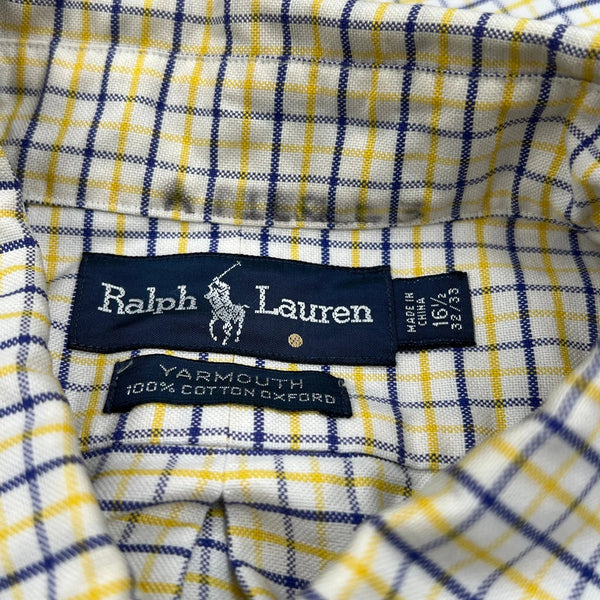 Ralph Lauren
MADE IN
CHINA
16½
32/33
YARMOUTH
100% COTTON OXFORD